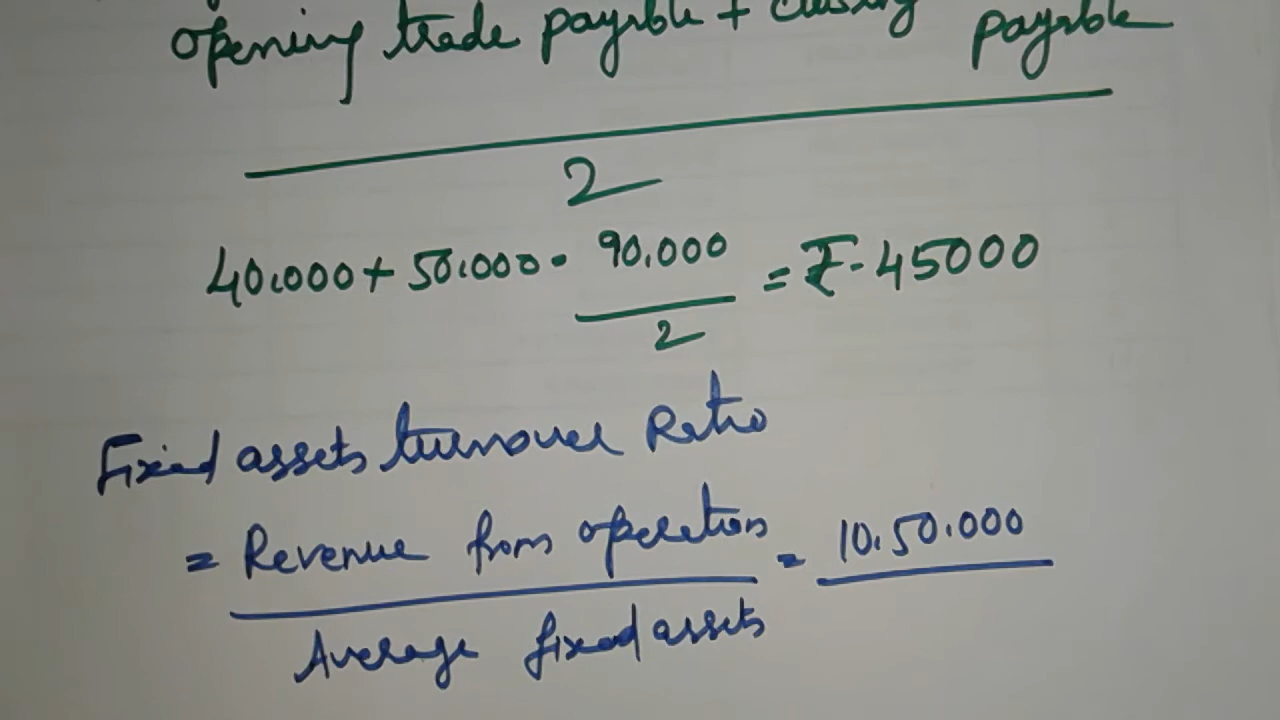 opening trade payable + closing payable
2
40,000 + 50,000 = 90,000 = ₹. 45000
2
Fixed assets turnover Ratio
= Revenue from operations = 10,50,000
Average fixed assets